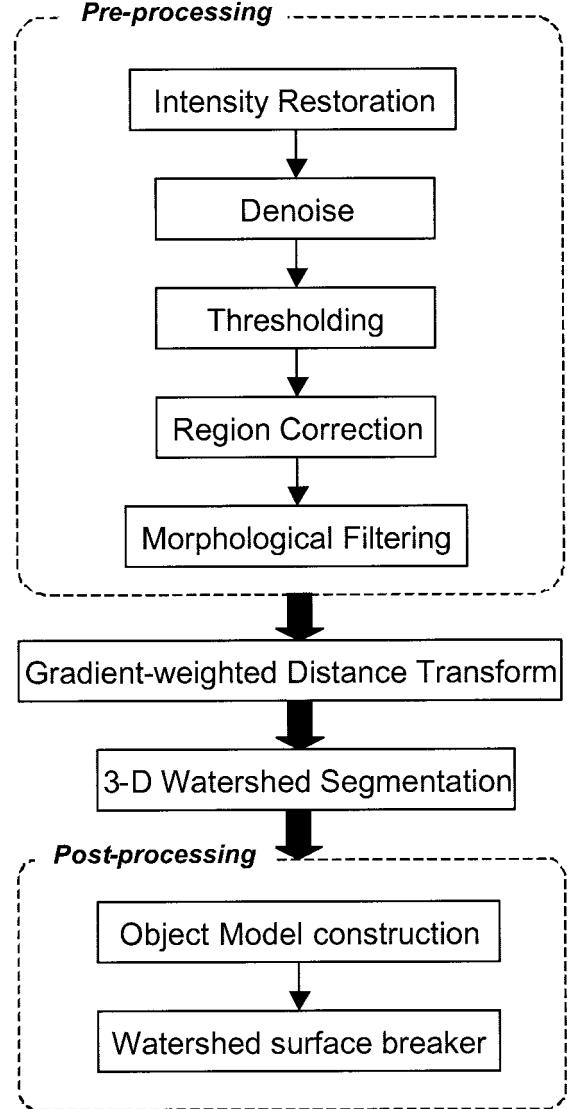 Pre-processing
Intensity Restoration
Denoise
Thresholding
Region Correction
Morphological Filtering
Gradient-weighted Distance Transform
3-D Watershed Segmentation
Post-processing
Object Model construction
Watershed surface breaker